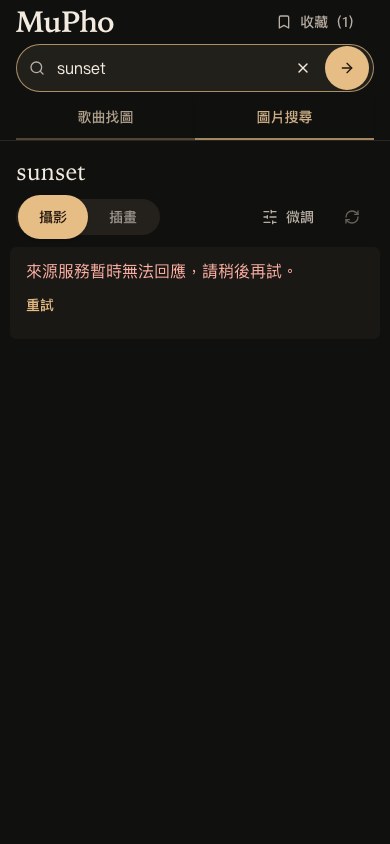 MuPho
收藏（1）
sunset
歌曲找圖
圖片搜尋
sunset
攝影
插畫
微調
來源服務暫時無法回應，請稍後再試。
重試